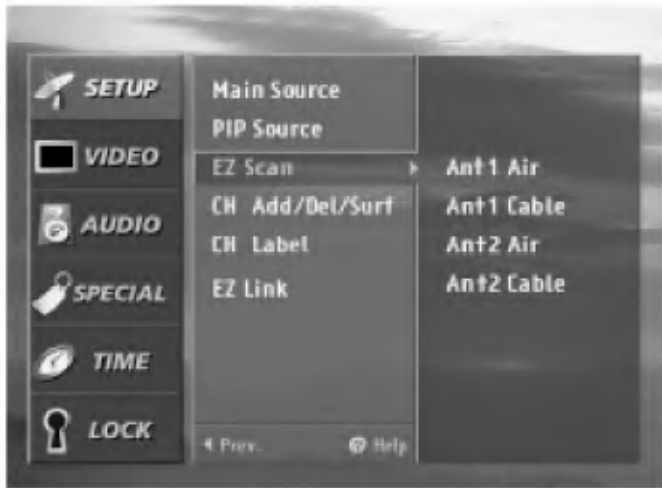 SETUP
VIDEO
AUDIO
SPECIAL
TIME
LOCK
Main Source
PIP Source
EZ Scan
CH Add/Del/Surf
CH Label
EZ Link
Prev.
Help
Ant1 Air
Ant1 Cable
Ant2 Air
Ant2 Cable